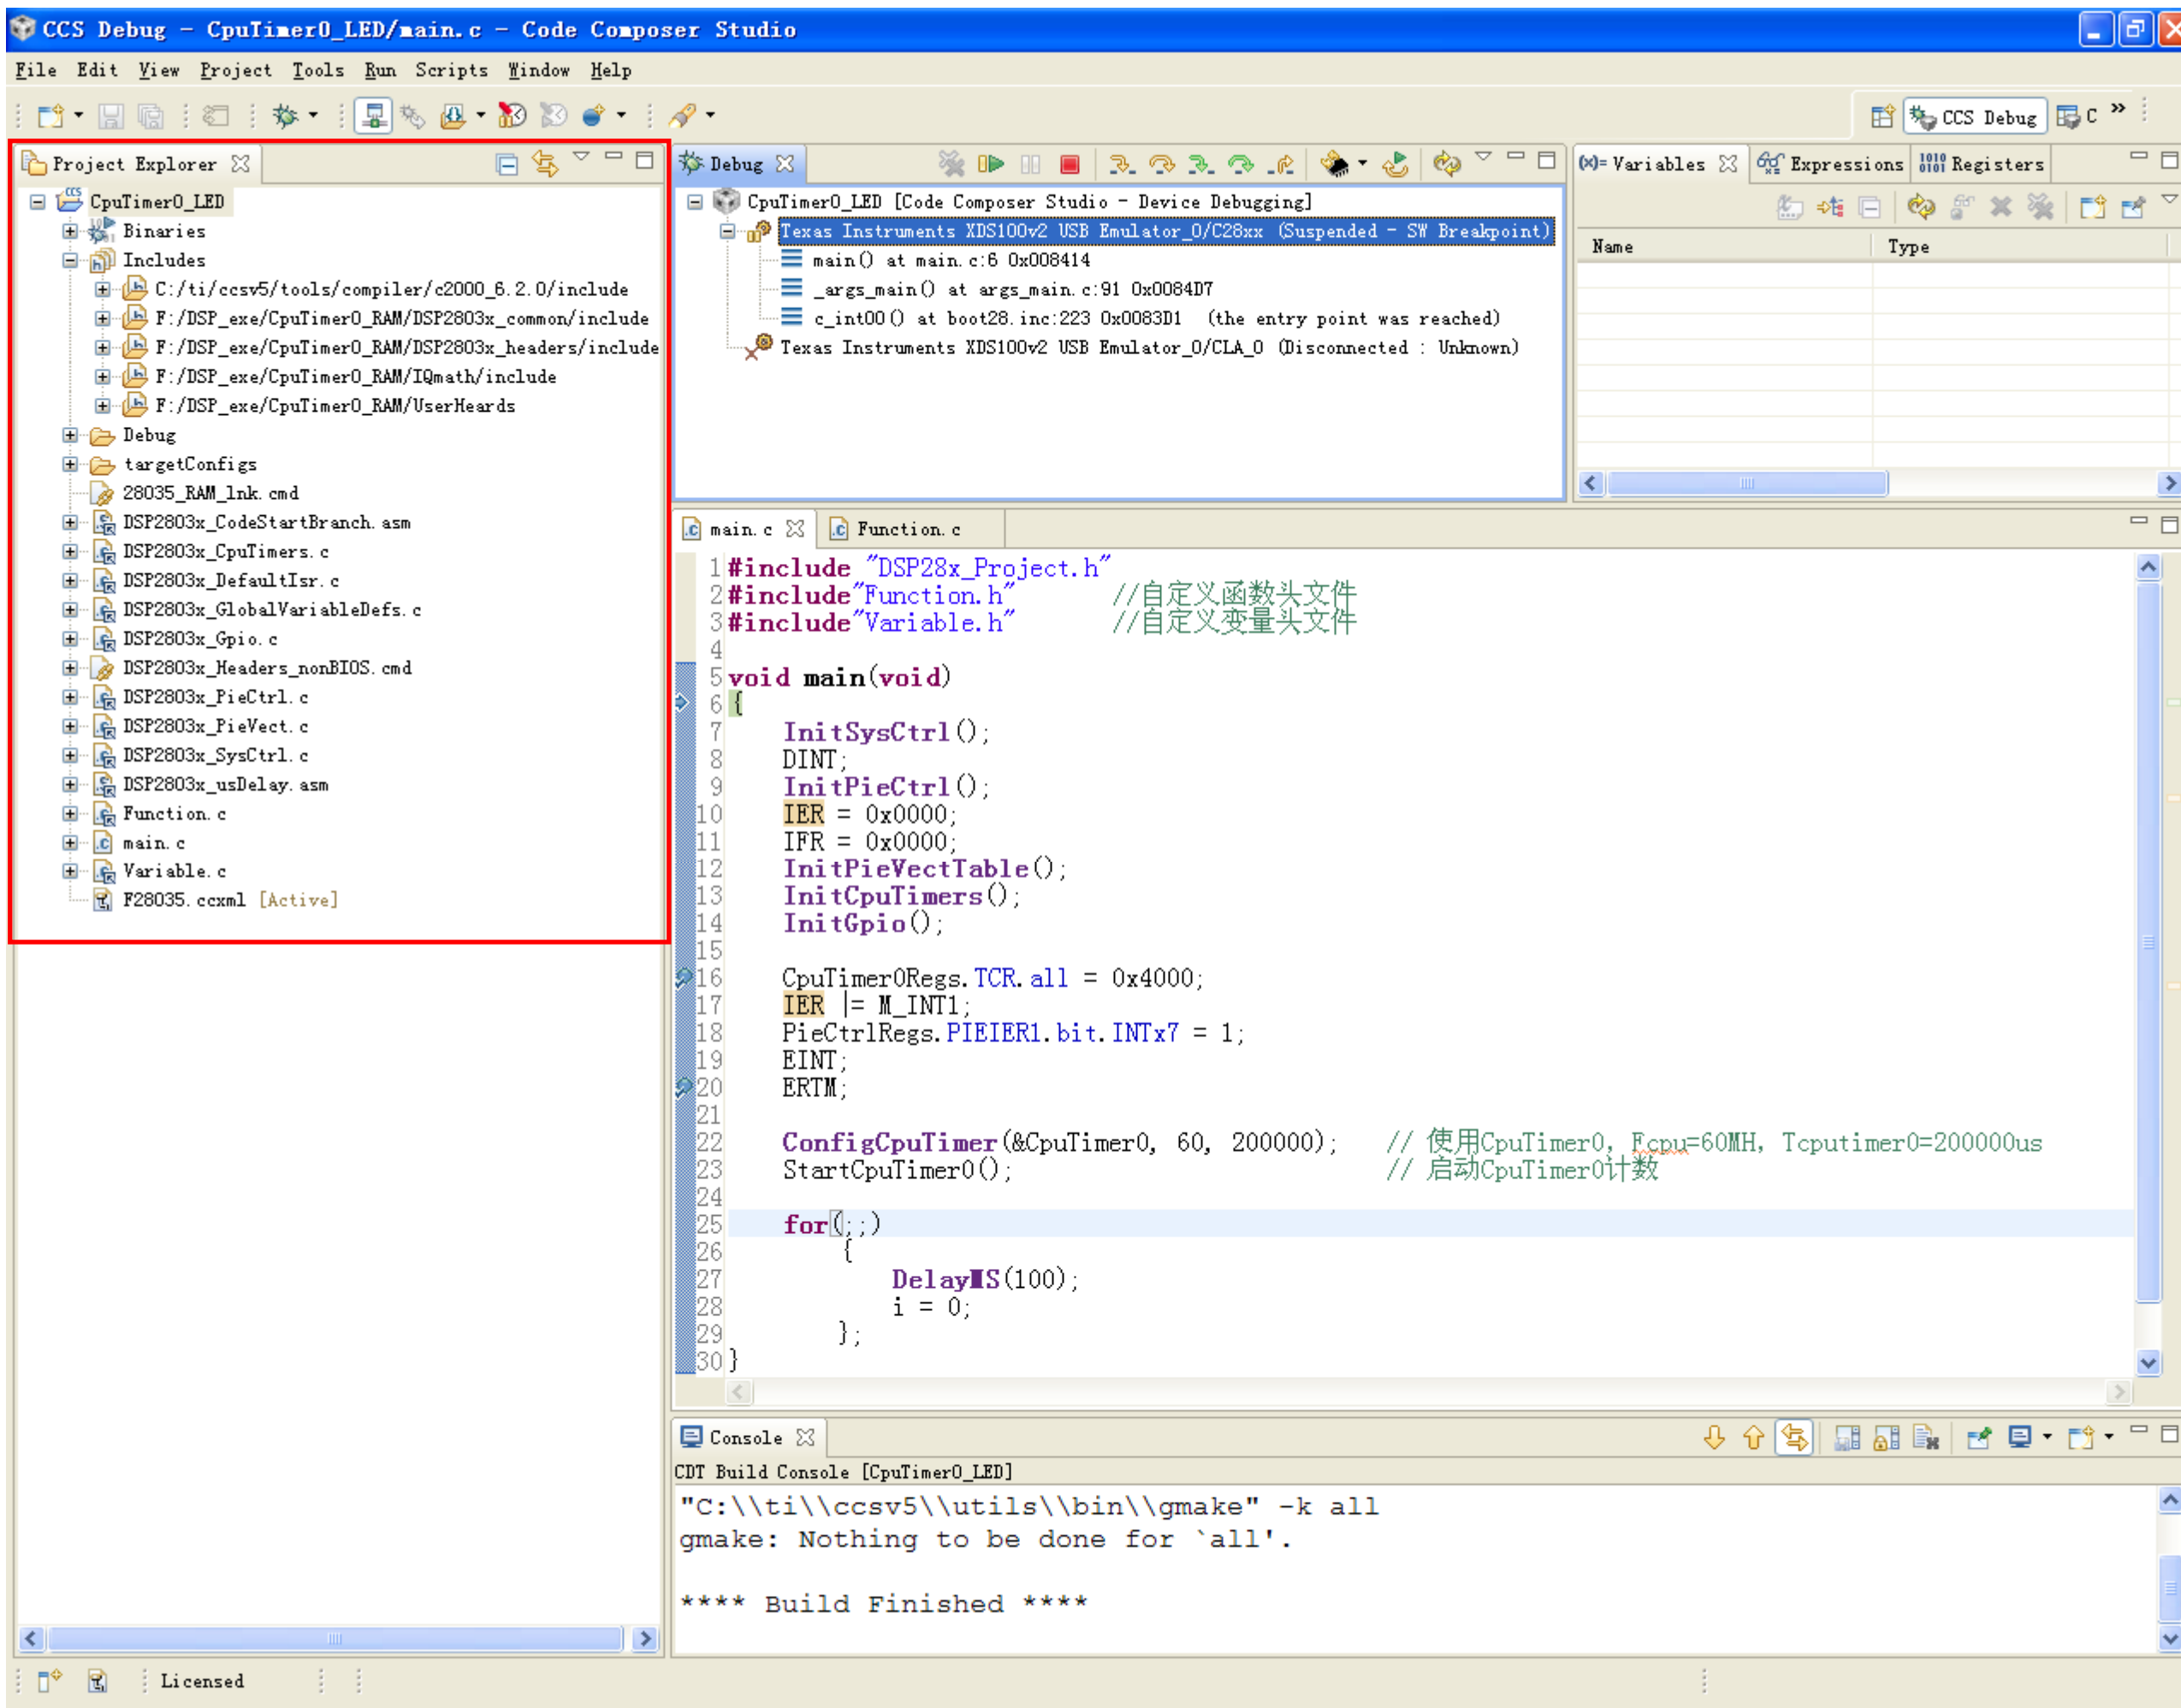 CCS Debug - CpuTimer0_LED/main.c - Code Composer Studio
File Edit View Project Tools Run Scripts Window Help
CCS Debug C »
Project Explorer
CpuTimer0_LED
Binaries
Includes
C:/ti/ccsv5/tools/compiler/c2000_6.2.0/include
F:/DSP_exe/CpuTimer0_RAM/DSP2803x_common/include
F:/DSP_exe/CpuTimer0_RAM/DSP2803x_headers/include
F:/DSP_exe/CpuTimer0_RAM/IQmath/include
F:/DSP_exe/CpuTimer0_RAM/UserHeards
Debug
targetConfigs
28035_RAM_lnk.cmd
DSP2803x_CodeStartBranch.asm
DSP2803x_CpuTimers.c
DSP2803x_DefaultIsr.c
DSP2803x_GlobalVariableDefs.c
DSP2803x_Gpio.c
DSP2803x_Headers_nonBIOS.cmd
DSP2803x_PieCtrl.c
DSP2803x_PieVect.c
DSP2803x_SysCtrl.c
DSP2803x_usDelay.asm
Function.c
main.c
Variable.c
F28035.ccxml [Active]
Debug
CpuTimer0_LED [Code Composer Studio - Device Debugging]
Texas Instruments XDS100v2 USB Emulator_0/C28xx (Suspended - SW Breakpoint)
main() at main.c:6 0x008414
_args_main() at args_main.c:91 0x0084D7
c_int00() at boot28.inc:223 0x0083D1 (the entry point was reached)
Texas Instruments XDS100v2 USB Emulator_0/CLA_0 (Disconnected : Unknown)
(x)= Variables Expressions Registers
Name Type
main.c Function.c
1 #include "DSP28x_Project.h"
2 #include"Function.h" //自定义函数头文件
3 #include"Variable.h" //自定义变量头文件
4
5 void main(void)
6 {
7 InitSysCtrl();
8 DINT;
9 InitPieCtrl();
10 IER = 0x0000;
11 IFR = 0x0000;
12 InitPieVectTable();
13 InitCpuTimers();
14 InitGpio();
15
16 CpuTimer0Regs.TCR.all = 0x4000;
17 IER |= M_INT1;
18 PieCtrlRegs.PIEIER1.bit.INTx7 = 1;
19 EINT;
20 ERTM;
21
22 ConfigCpuTimer(&CpuTimer0, 60, 200000); // 使用CpuTimer0, Fcpu=60MH, Tcputimer0=200000us
23 StartCpuTimer0(); // 启动CpuTimer0计数
24
25 for(;;)
26 {
27 DelayMS(100);
28 i = 0;
29 };
30 }
Console
CDT Build Console [CpuTimer0_LED]
"C:\\ti\\ccsv5\\utils\\bin\\gmake" -k all
gmake: Nothing to be done for `all'.
**** Build Finished ****
Licensed